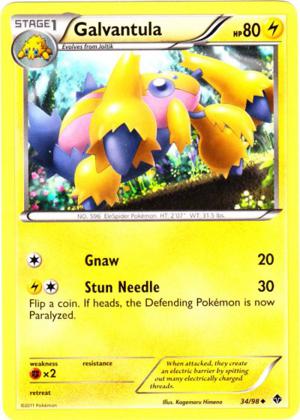 STAGE1 Galvantula HP80
Evolves from Joltik
NO. 596 EleSpider Pokémon. HT: 2'07" WT: 31.5 lbs.
Gnaw 20
Stun Needle 30
Flip a coin. If heads, the Defending Pokémon is now
Paralyzed.
weakness resistance
×2
retreat
When attacked, they create
an electric barrier by spitting
out many electrically charged
threads.
©2011 Pokémon Illus. Kagemaru Himeno 34/98